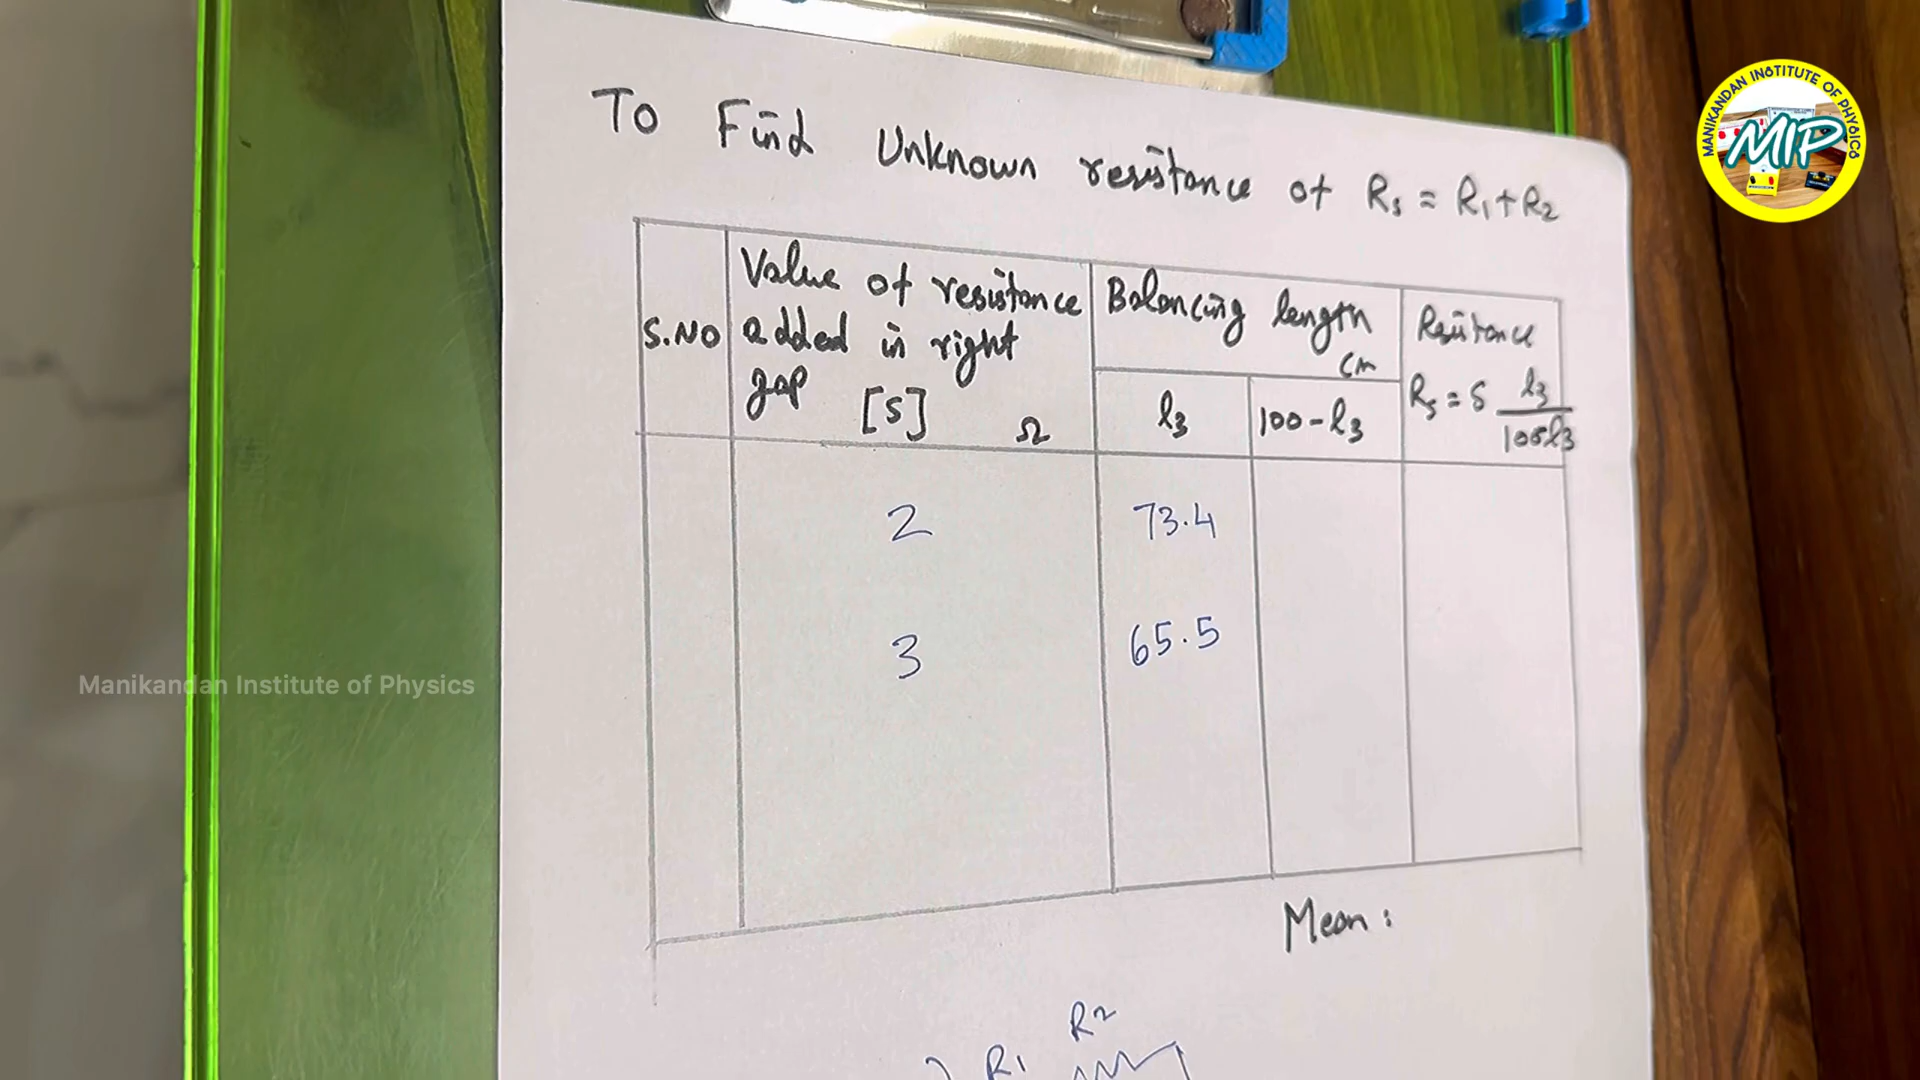 To Find Unknown resistance of Rs = R1+R2
S.NO
Value of resistance
added in right
gap [S] Ω
Balancing length
cm
l3
100-l3
Resistance
Rs = S l3
100-l3
2
73.4
3
65.5
Mean:
R2
R1
MANIKANDAN INSTITUTE OF PHYSICS
MIP
Manikandan Institute of Physics